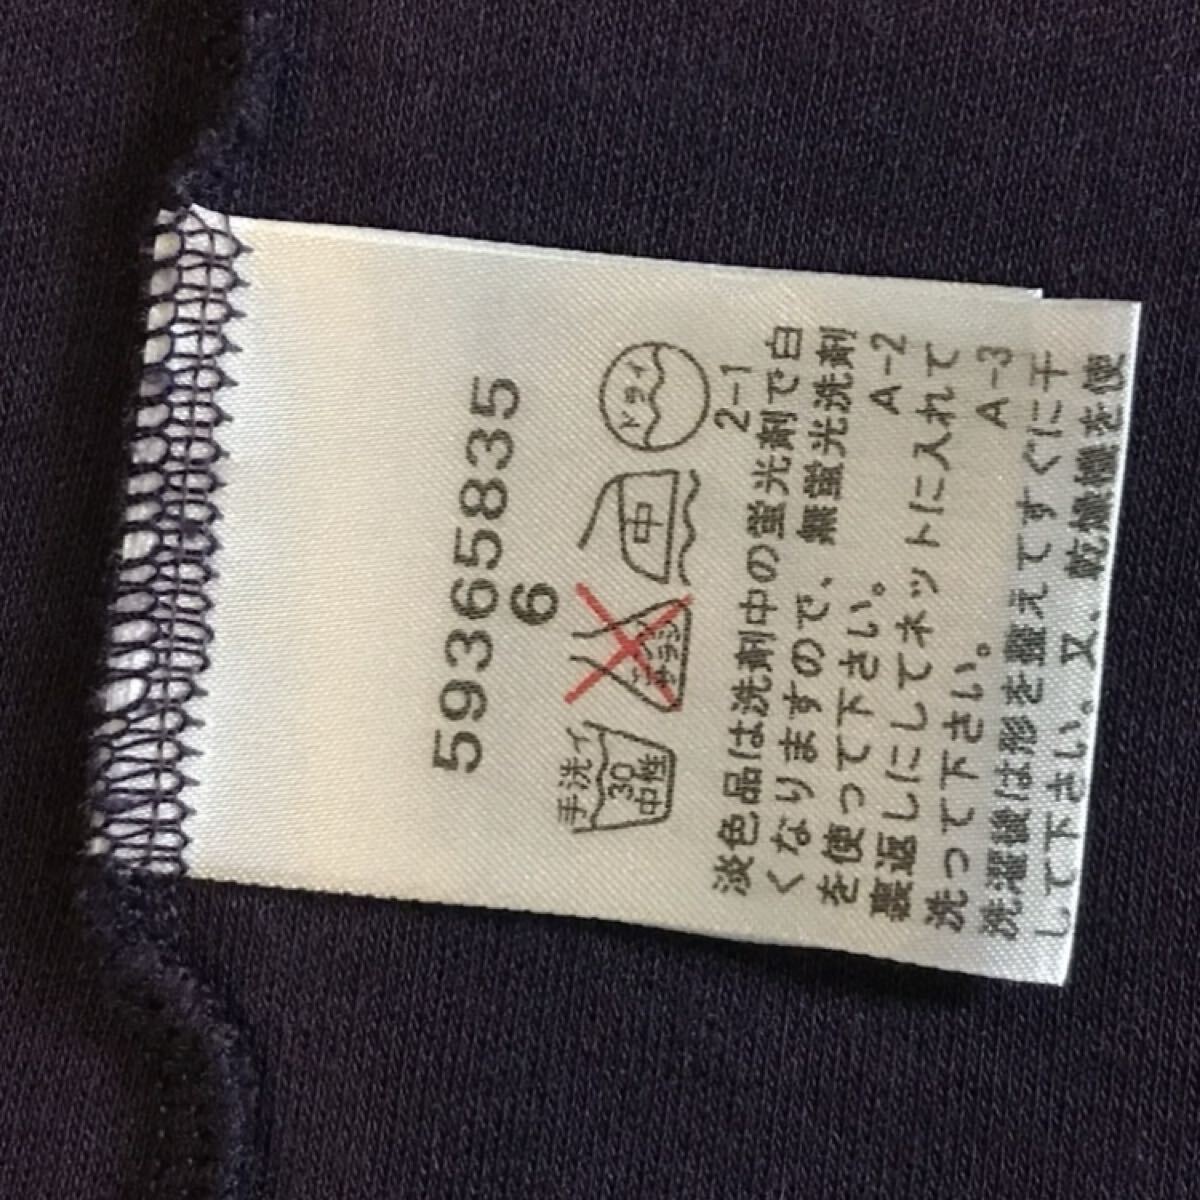 59365835
6
手洗イ
30
中性
エンソ
サラシ
中
ドライ
2-1
淡色品は洗剤中の蛍光剤で白
くなりますので、無蛍光洗剤
を使って下さい。
A-2
裏返しにしてネットに入れて
洗って下さい。
A-3
洗濯後は形を整えてすぐに干
して下さい。又、乾燥機を使